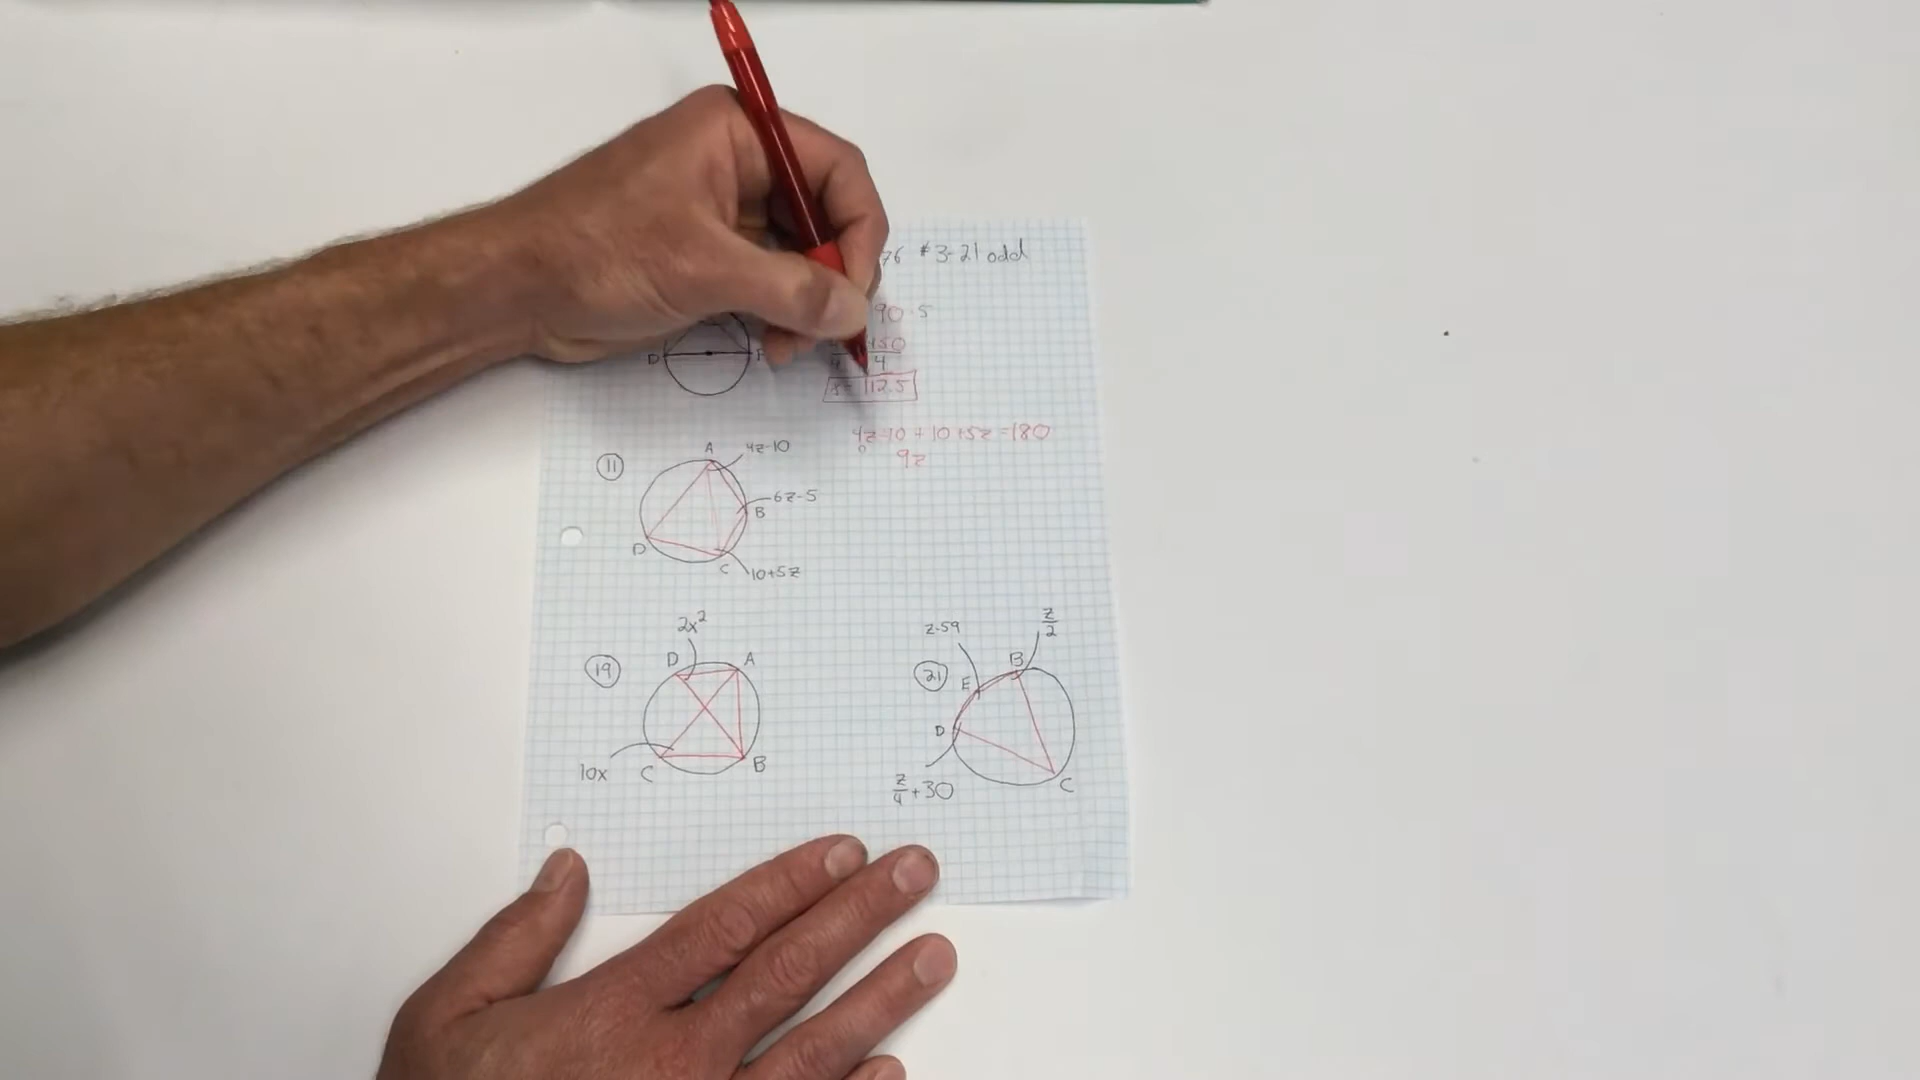 76 #3-21 odd
90·5
450
4 4
= 112.5
D F
11
A 4z-10
6z-5
B
D
C 10+5z
4z-10+10+5z=180
9z
19
2x²
D A
10x C B
21
z-59
z/2
B
E
D
z/4+30
C